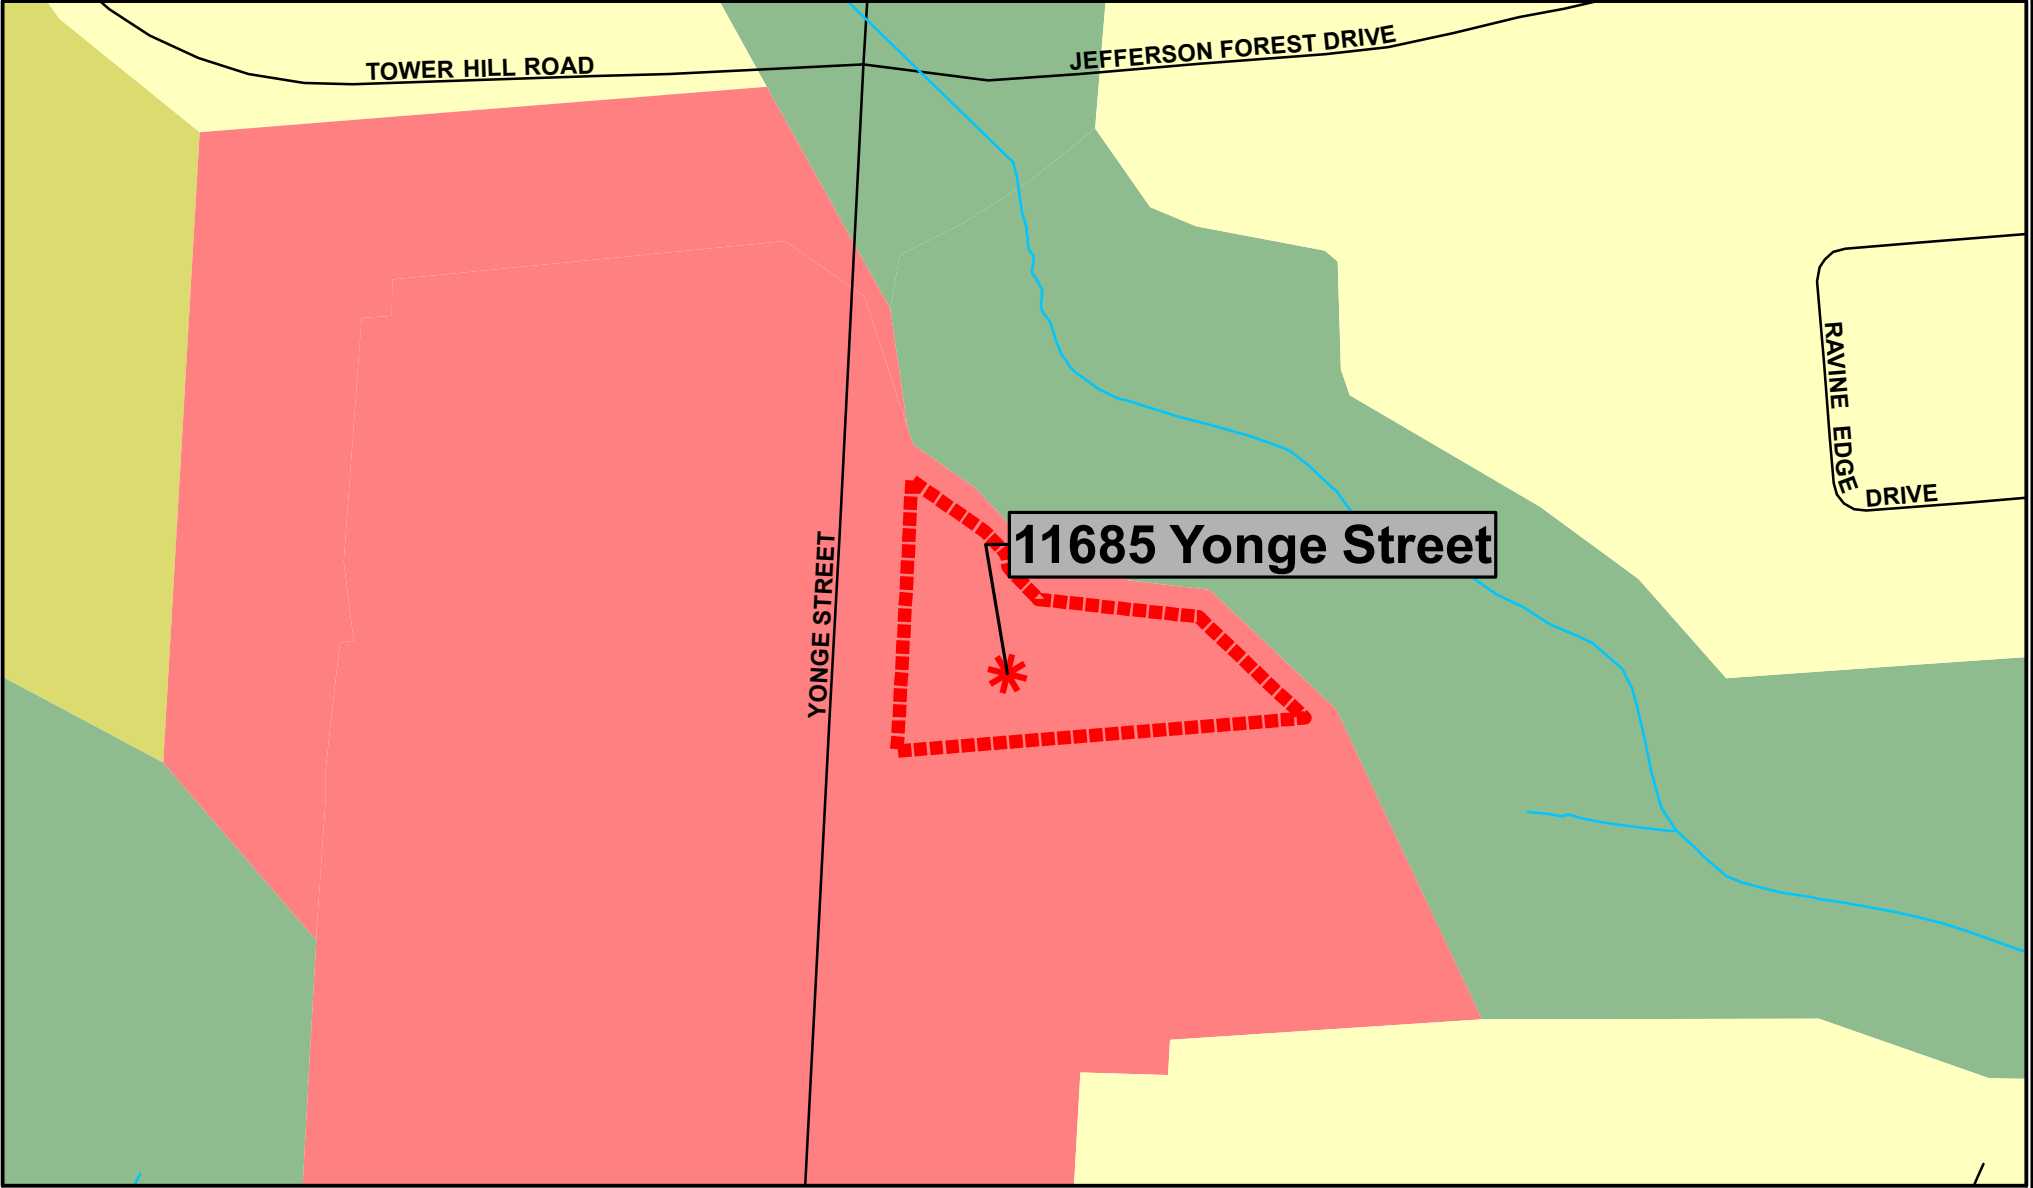 TOWER HILL ROAD
JEFFERSON FOREST DRIVE
RAVINE EDGE
DRIVE
11685 Yonge Street
YONGE STREET